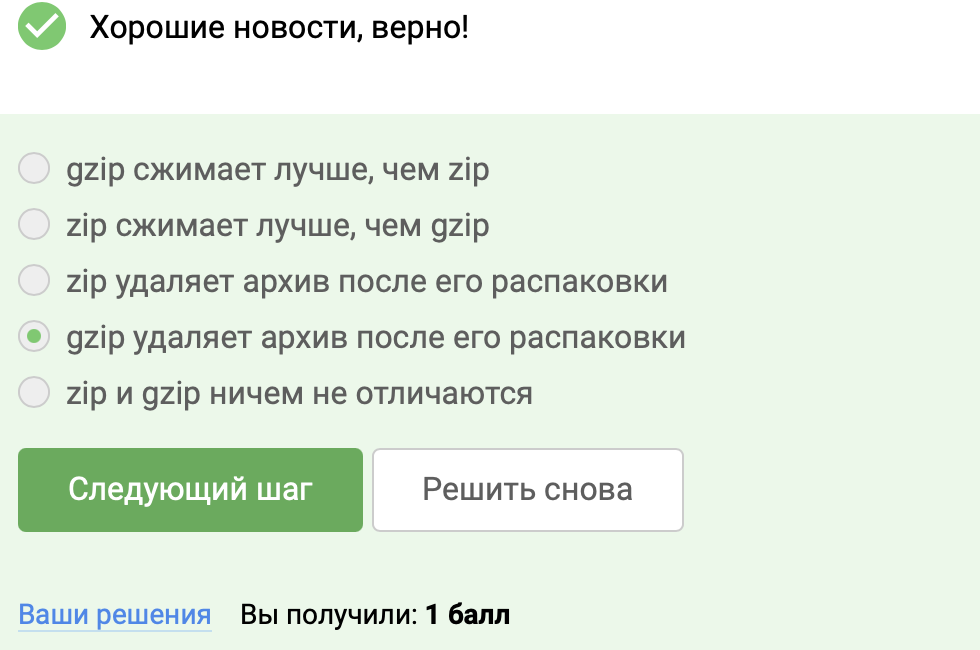 Хорошие новости, верно!
gzip сжимает лучше, чем zip
zip сжимает лучше, чем gzip
zip удаляет архив после его распаковки
gzip удаляет архив после его распаковки
zip и gzip ничем не отличаются
Следующий шаг Решить снова
Ваши решения Вы получили: 1 балл